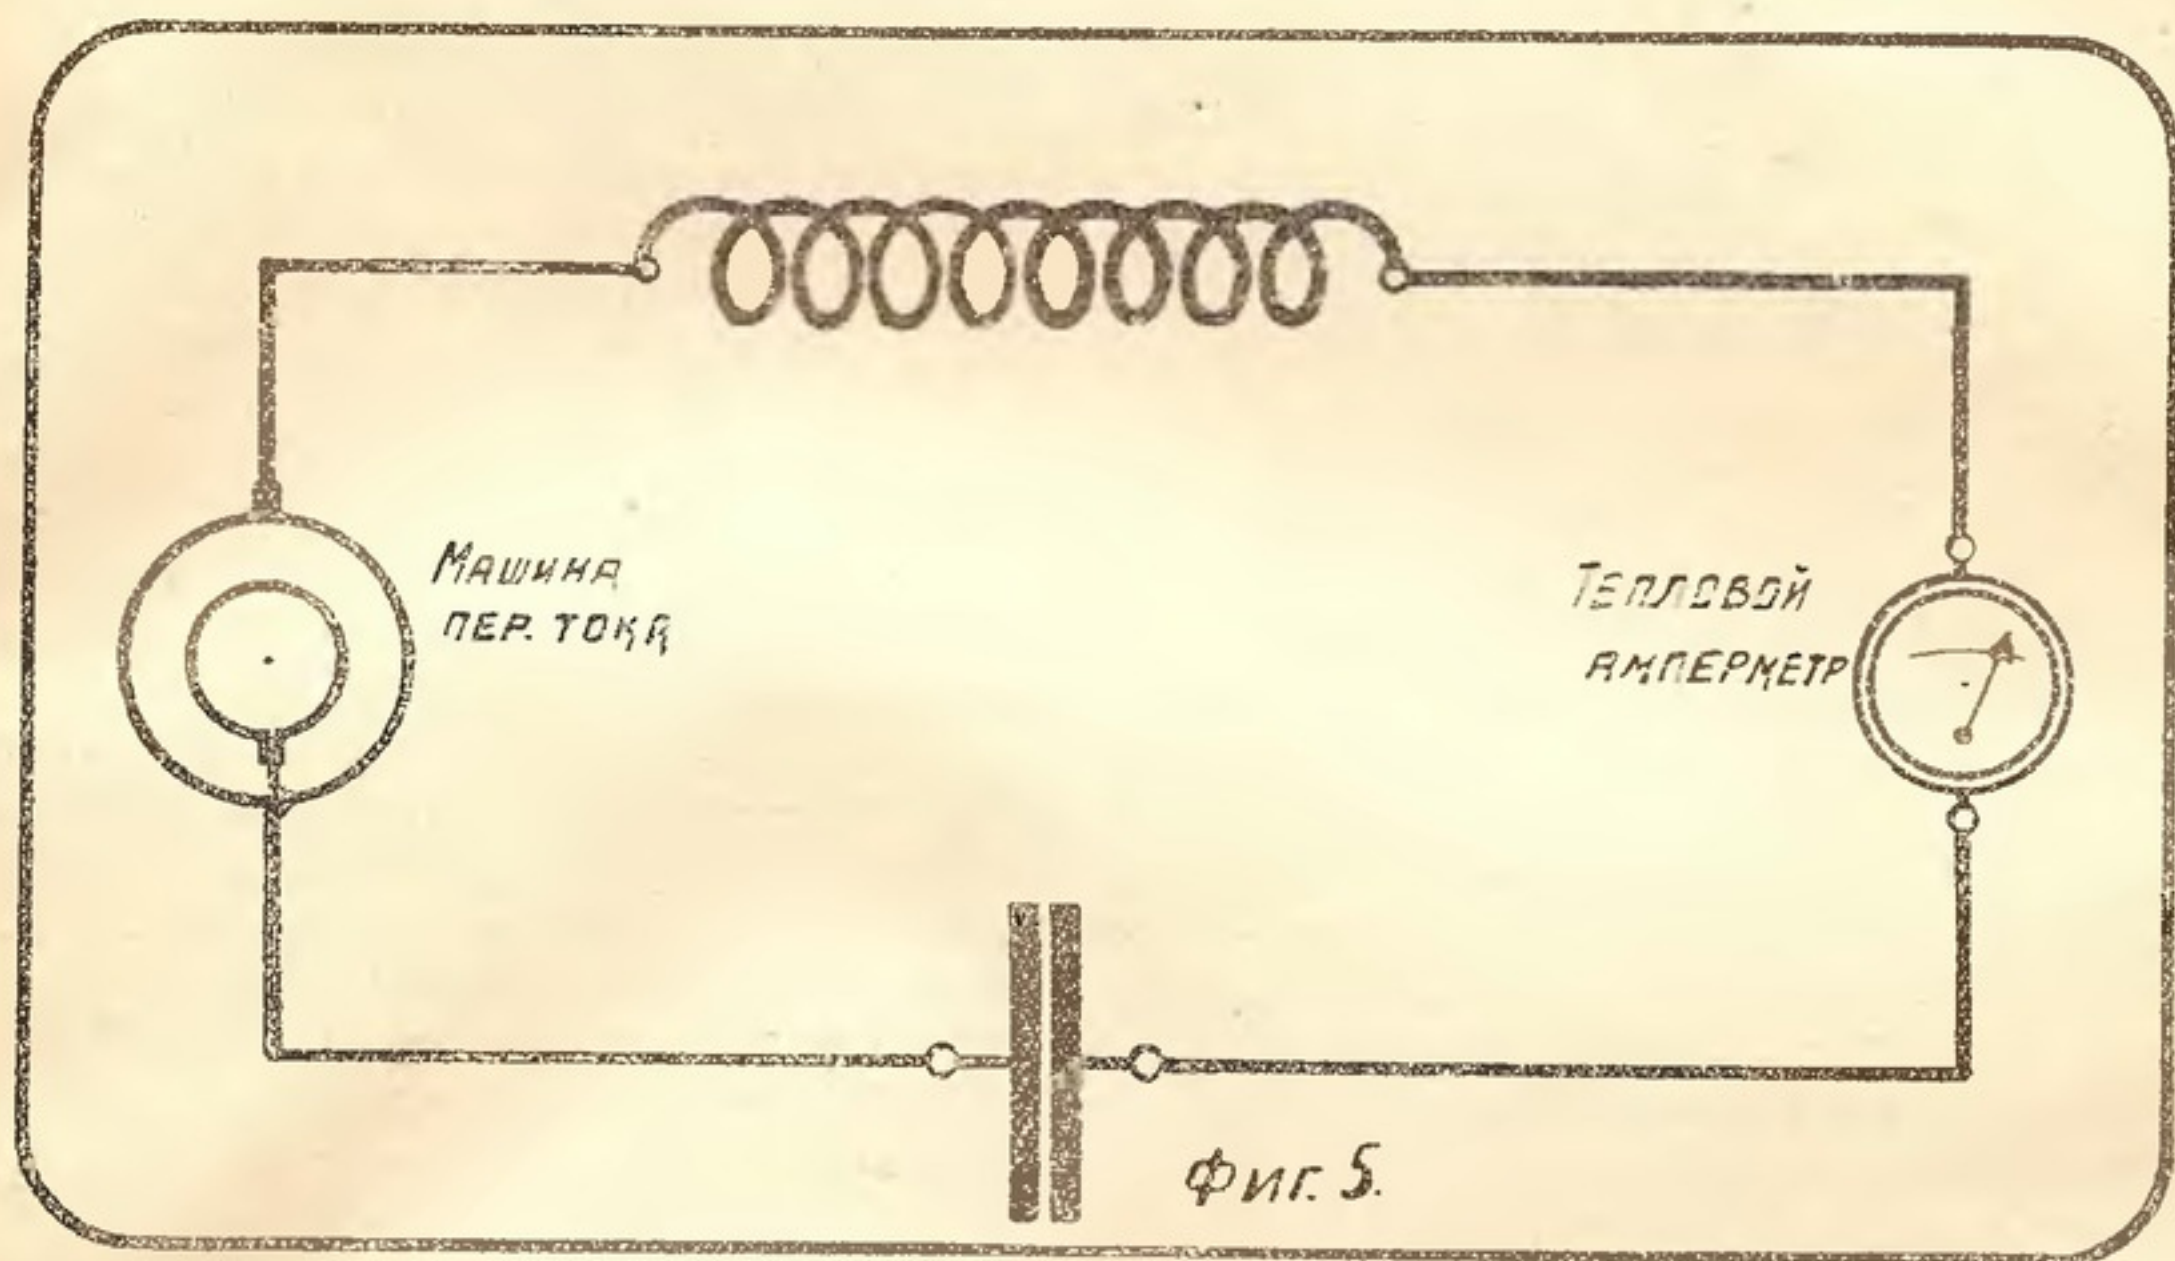 Машина
пер. тока
Тепловой
амперметр
Фиг. 5.